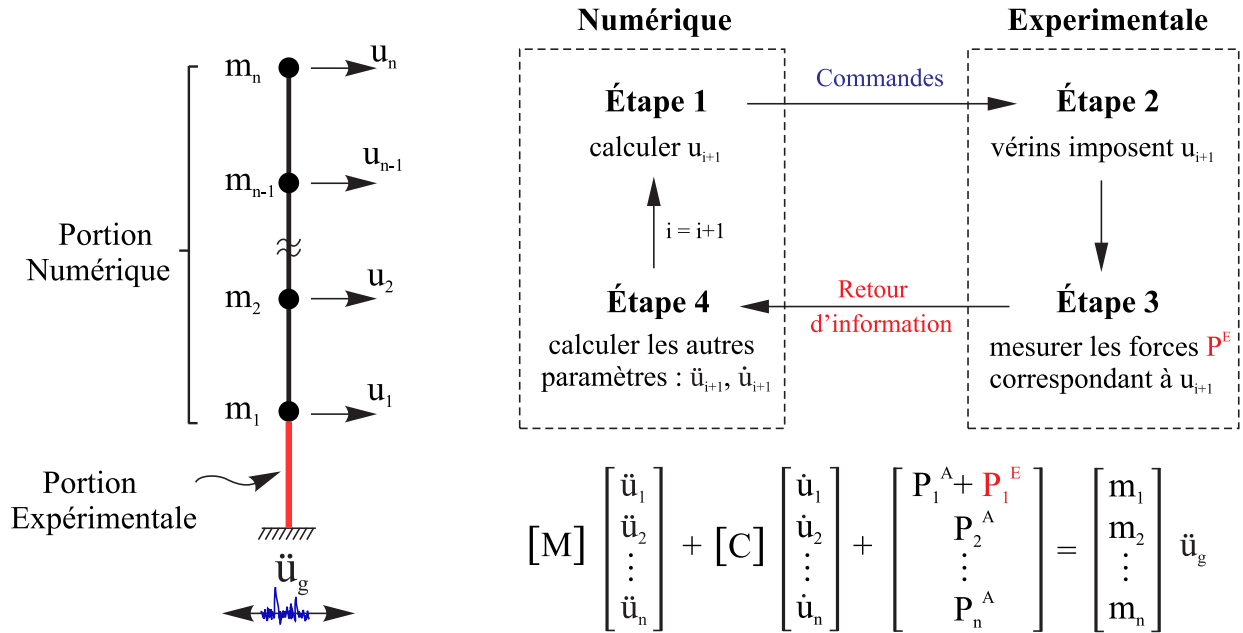 m_n u_n
m_n-1 u_n-1
Portion
Numérique
m_2 u_2
m_1 u_1
Portion
Expérimentale
ü_g
Numérique
Experimentale
Étape 1
calculer u_i+1
Commandes
Étape 2
vérins imposent u_i+1
i = i+1
Étape 4
calculer les autres
paramètres : ü_i+1, u̇_i+1
Retour
d’information
Étape 3
mesurer les forces P^E
correspondant à u_i+1
[M] [ü_1 ü_2 ⋮ ü_n] + [C] [u̇_1 u̇_2 ⋮ u̇_n] + [P_1^A + P_1^E P_2^A ⋮ P_n^A] = [m_1 m_2 ⋮ m_n] ü_g